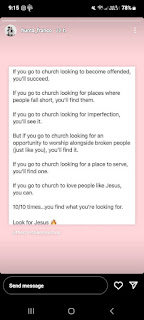 9:15
82%
If you go to church looking to become offended,
you'll succeed.
If you go to church looking for places where
people fall short, you'll find them.
If you go to church looking for imperfection,
you'll see it.
But if you go to church looking for an
opportunity to worship alongside broken people
(just like you), you'll find it.
If you go to church looking for a place to serve,
you'll find one.
If you go to church to love people like Jesus,
you can.
10/10 times...you find what you're looking for.
Look for Jesus 🔥
Send message